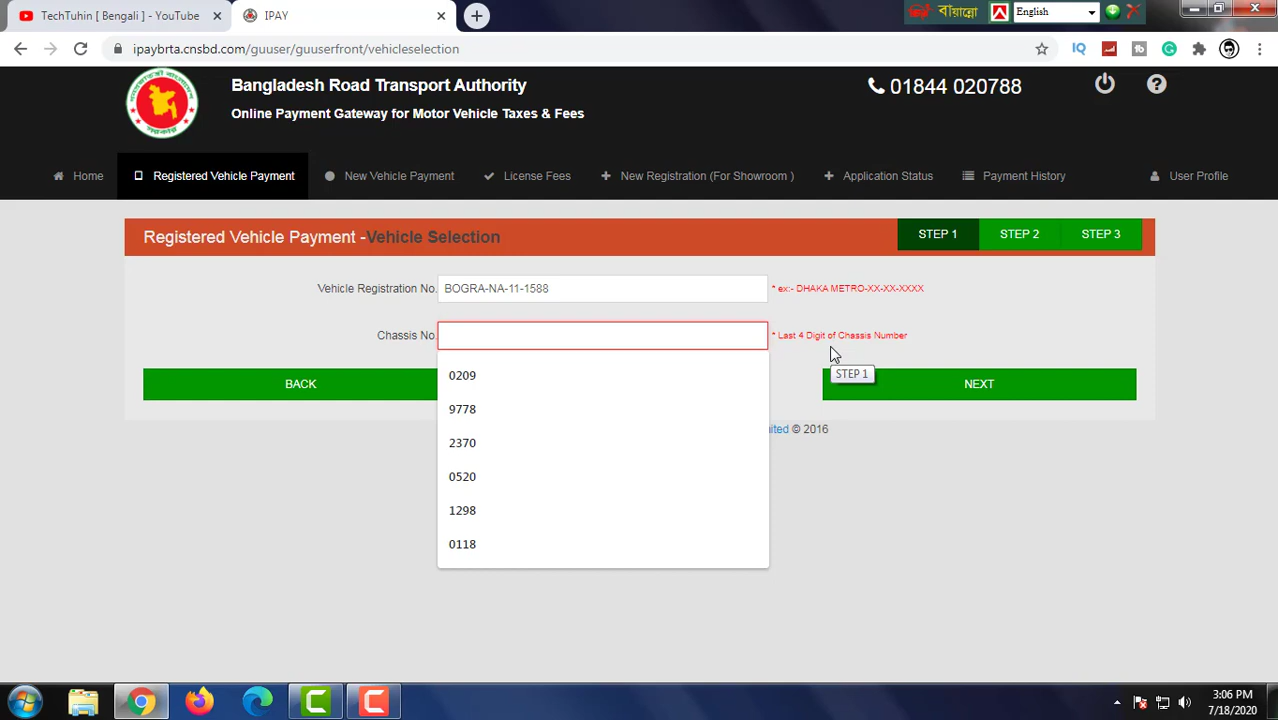 TechTuhin [ Bengali ] - YouTube
IPAY
English
ipaybrta.cnsbd.com/guuser/guuserfront/vehicleselection
IQ
Bangladesh Road Transport Authority
Online Payment Gateway for Motor Vehicle Taxes & Fees
01844 020788
Home
Registered Vehicle Payment
New Vehicle Payment
License Fees
New Registration (For Showroom )
Application Status
Payment History
User Profile
Registered Vehicle Payment -Vehicle Selection
STEP 1
STEP 2
STEP 3
Vehicle Registration No.
BOGRA-NA-11-1588
* ex:- DHAKA METRO-XX-XX-XXXX
Chassis No.
* Last 4 Digit of Chassis Number
STEP 1
BACK
NEXT
0209
9778
2370
0520
1298
0118
ited © 2016
3:06 PM
7/18/2020